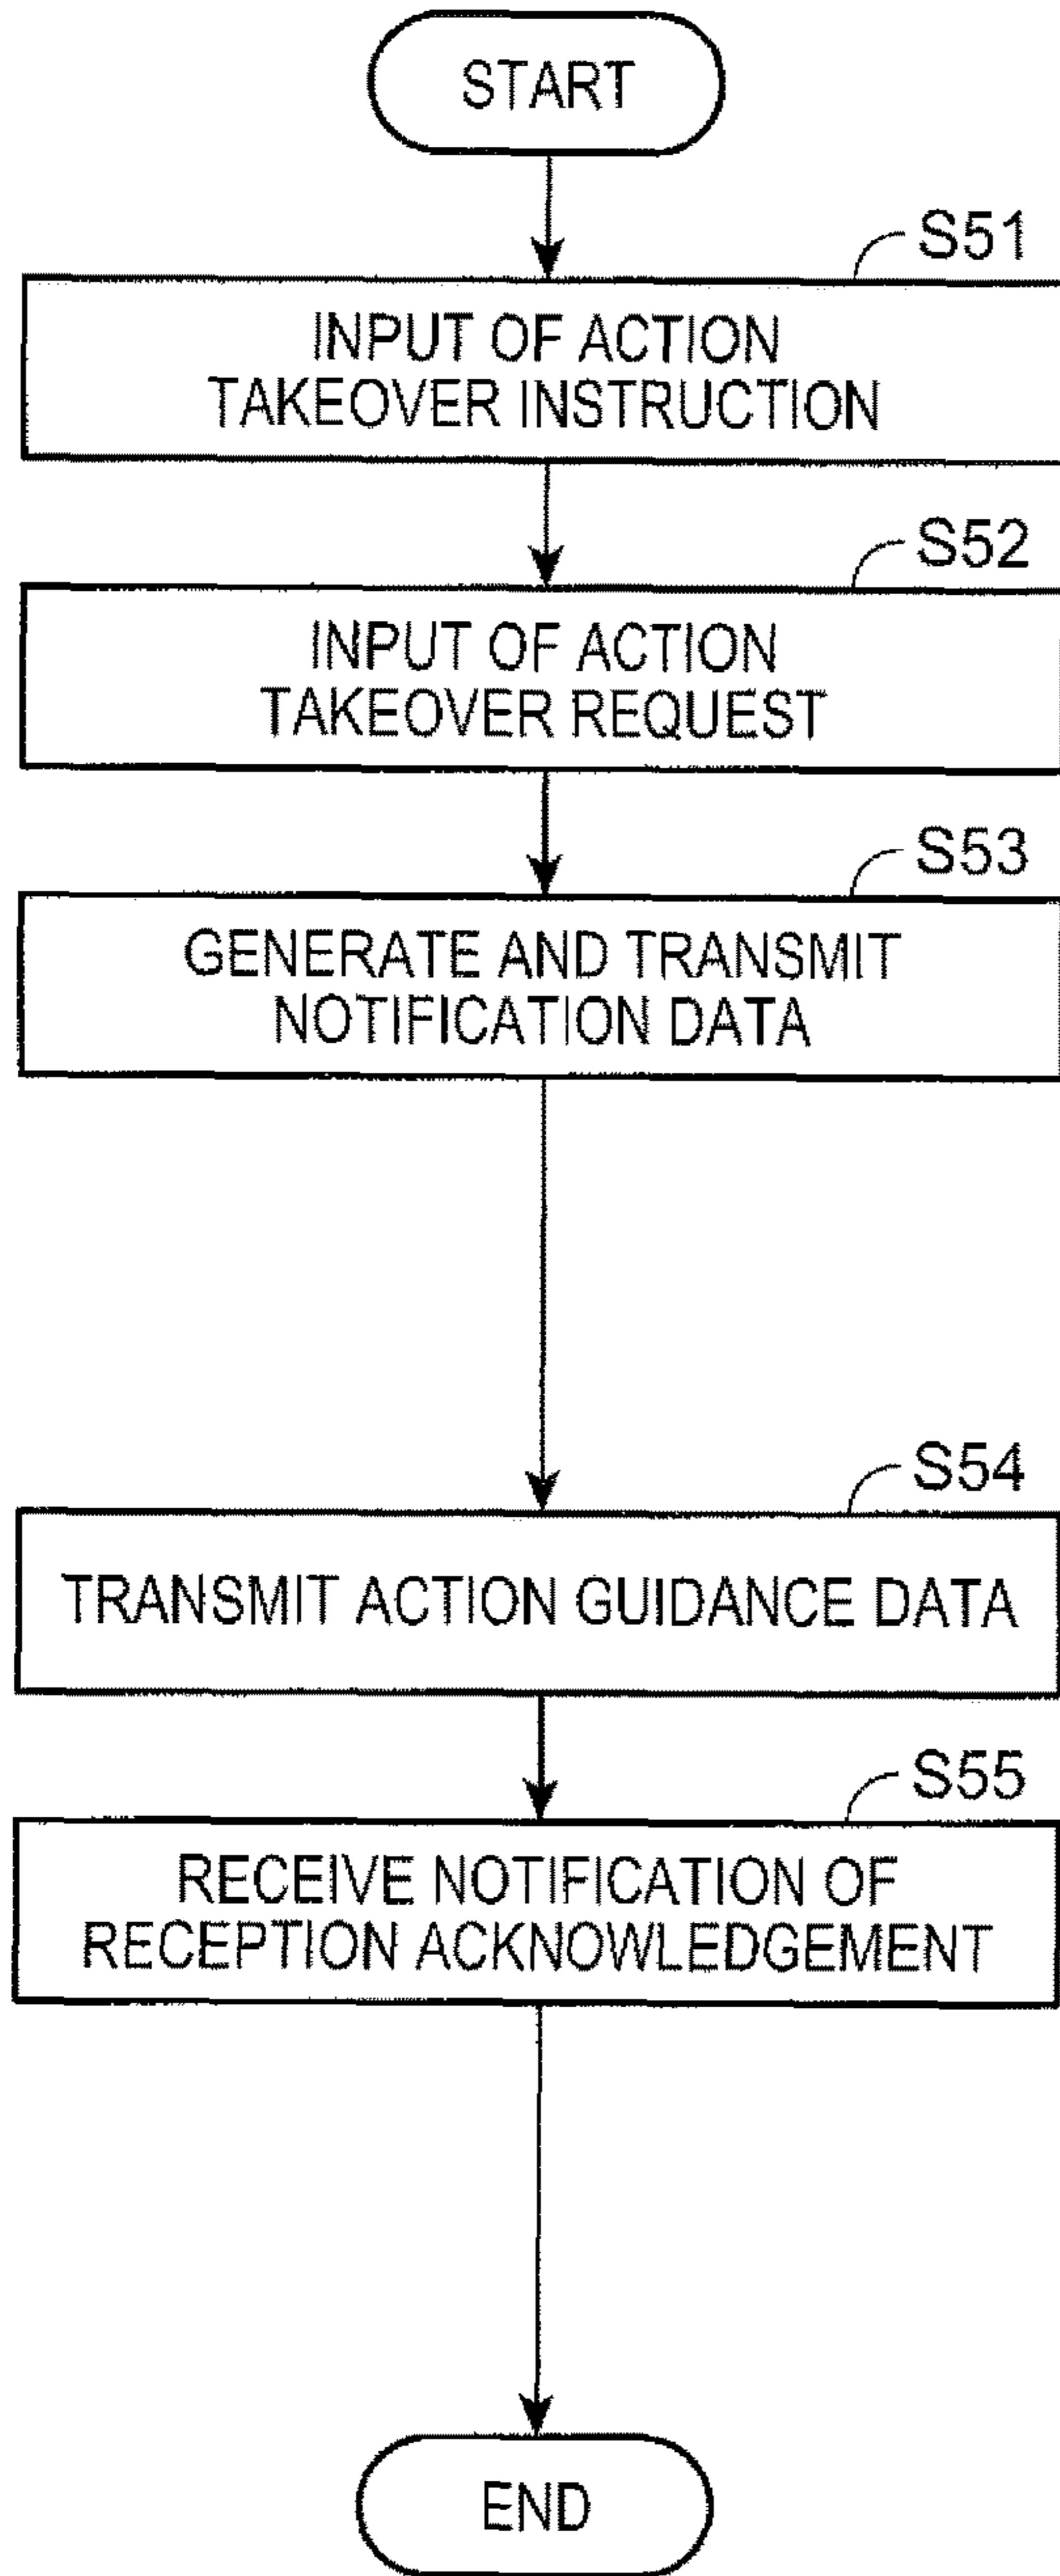 START
S51
INPUT OF ACTION
TAKEOVER INSTRUCTION
S52
INPUT OF ACTION
TAKEOVER REQUEST
S53
GENERATE AND TRANSMIT
NOTIFICATION DATA
S54
TRANSMIT ACTION GUIDANCE DATA
S55
RECEIVE NOTIFICATION OF
RECEPTION ACKNOWLEDGEMENT
END